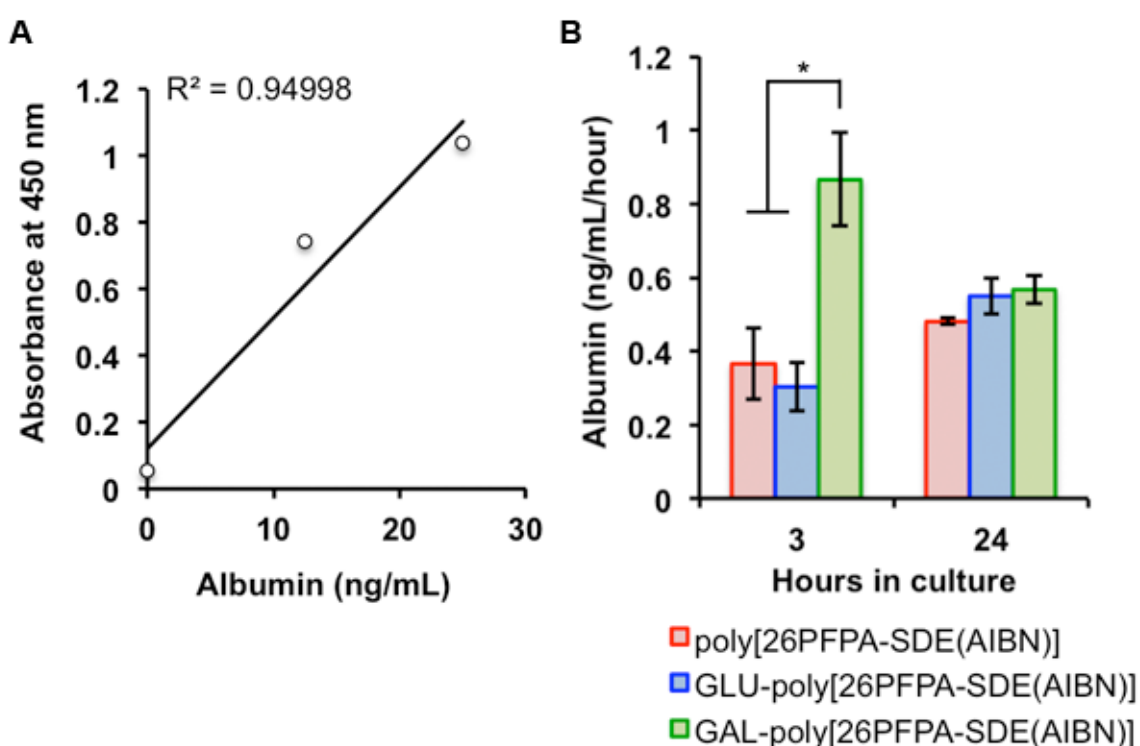 A
R² = 0.94998
1.2
1
0.8
0.6
0.4
0.2
0
0 10 20 30
Absorbance at 450 nm
Albumin (ng/mL)
B
1.2
1
0.8
0.6
0.4
0.2
0
*
3 24
Albumin (ng/mL/hour)
Hours in culture
poly[26PFPA-SDE(AIBN)]
GLU-poly[26PFPA-SDE(AIBN)]
GAL-poly[26PFPA-SDE(AIBN)]